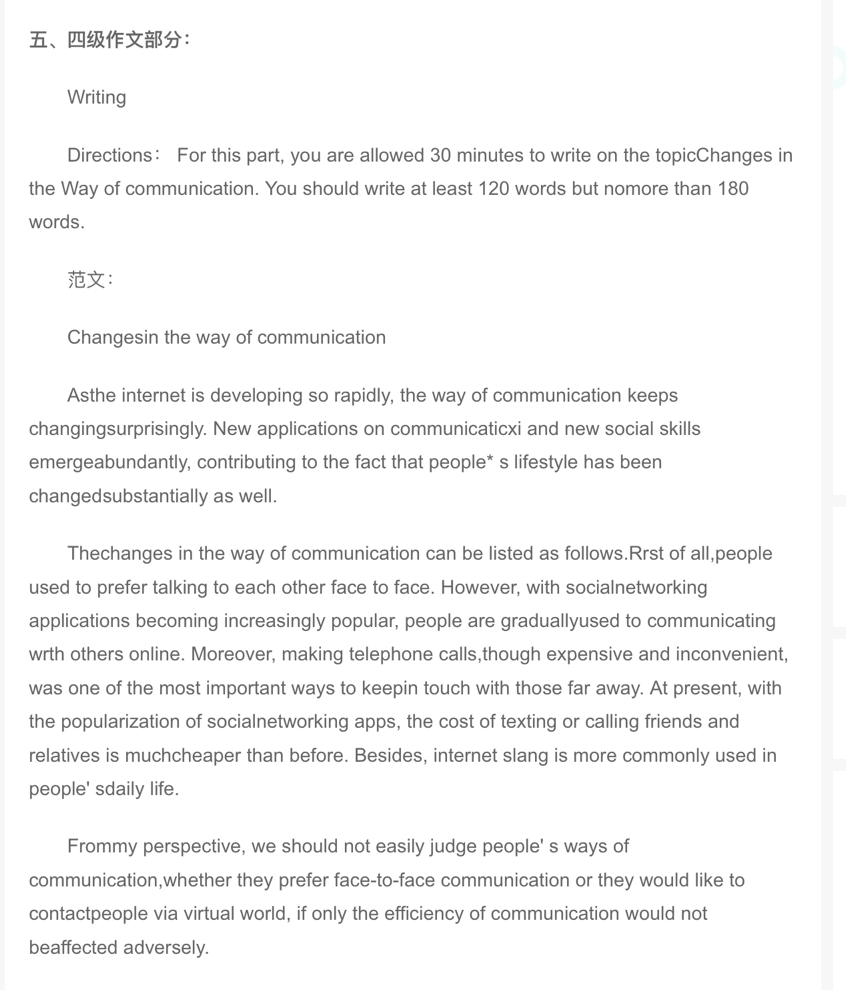 五、四级作文部分：
Writing
Directions： For this part, you are allowed 30 minutes to write on the topicChanges in
the Way of communication. You should write at least 120 words but nomore than 180
words.
范文：
Changesin the way of communication
Asthe internet is developing so rapidly, the way of communication keeps
changingsurprisingly. New applications on communicaticxi and new social skills
emergeabundantly, contributing to the fact that people* s lifestyle has been
changedsubstantially as well.
Thechanges in the way of communication can be listed as follows.Rrst of all,people
used to prefer talking to each other face to face. However, with socialnetworking
applications becoming increasingly popular, people are graduallyused to communicating
wrth others online. Moreover, making telephone calls,though expensive and inconvenient,
was one of the most important ways to keepin touch with those far away. At present, with
the popularization of socialnetworking apps, the cost of texting or calling friends and
relatives is muchcheaper than before. Besides, internet slang is more commonly used in
people' sdaily life.
Frommy perspective, we should not easily judge people' s ways of
communication,whether they prefer face-to-face communication or they would like to
contactpeople via virtual world, if only the efficiency of communication would not
beaffected adversely.